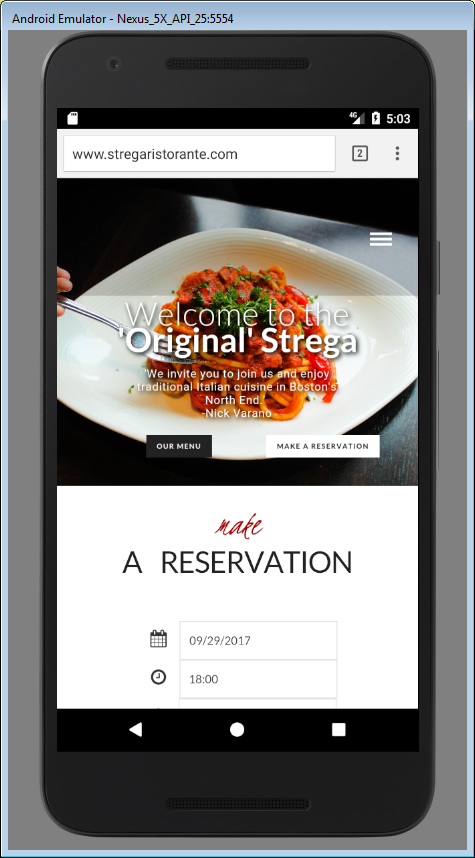 Android Emulator - Nexus_5X_API_25:5554
4G 5:03
www.stregaristorante.com
2
Welcome to the
'Original' Strega
'We invite you to join us and enjoy
traditional Italian cuisine in Boston's
North End.'
-Nick Varano
OUR MENU MAKE A RESERVATION
make
A RESERVATION
09/29/2017
18:00